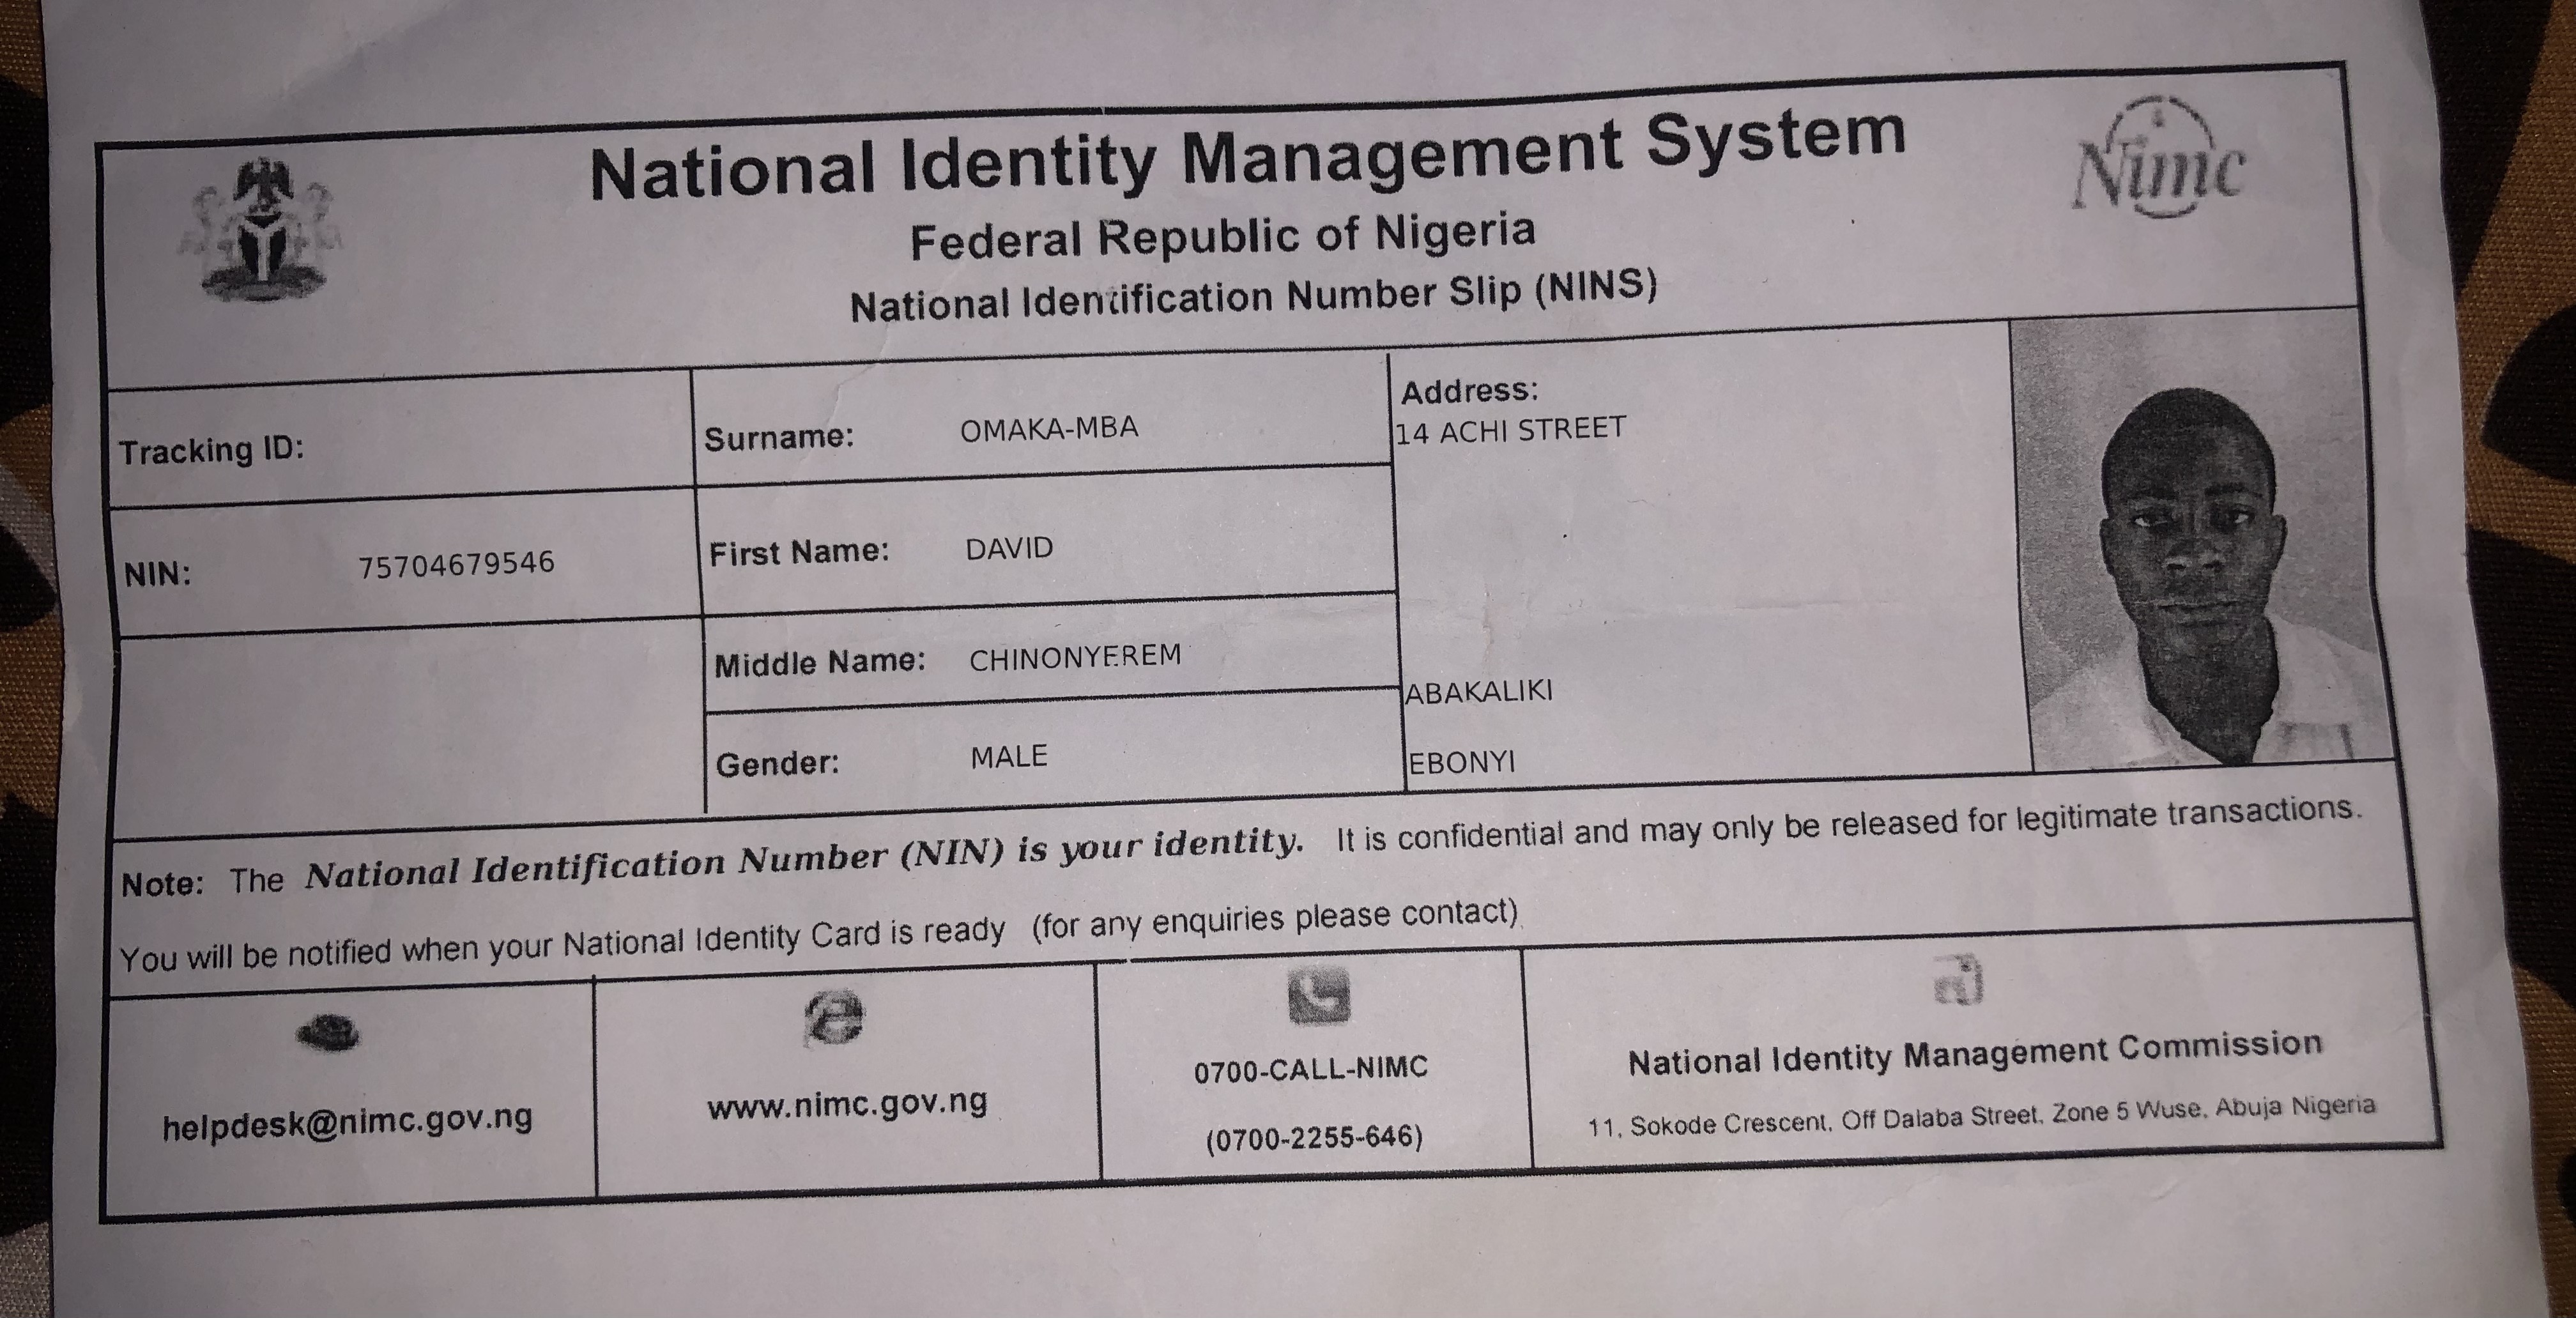 National Identity Management System
Nimc
Federal Republic of Nigeria
National Identification Number Slip (NINS)
Tracking ID:
Surname: OMAKA-MBA
Address:
14 ACHI STREET
NIN: 75704679546
First Name: DAVID
Middle Name: CHINONYEREM
ABAKALIKI
Gender: MALE
EBONYI
Note: The National Identification Number (NIN) is your identity. It is confidential and may only be released for legitimate transactions.
You will be notified when your National Identity Card is ready (for any enquiries please contact)
helpdesk@nimc.gov.ng
www.nimc.gov.ng
0700-CALL-NIMC
(0700-2255-646)
National Identity Management Commission
11, Sokode Crescent, Off Dalaba Street, Zone 5 Wuse, Abuja Nigeria